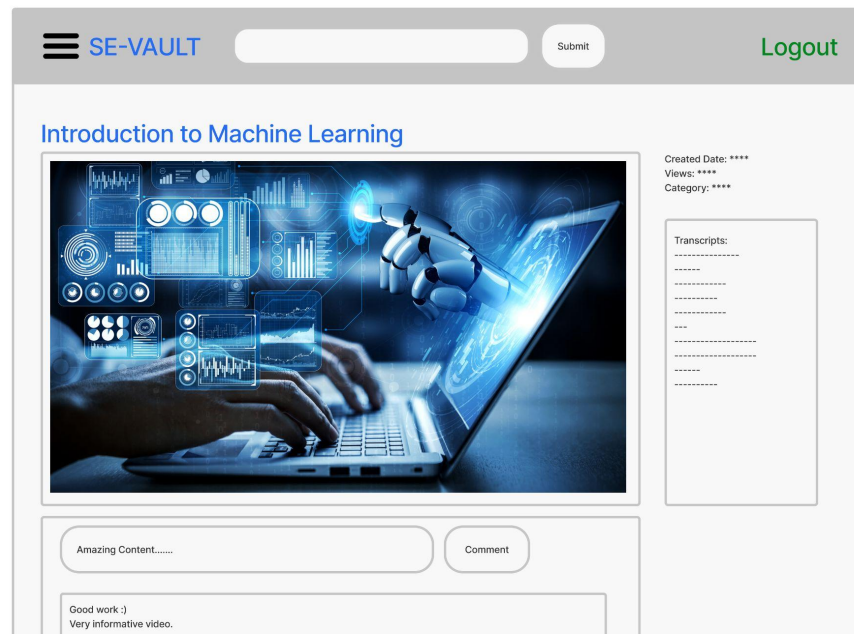 SE-VAULT
Submit
Logout
Introduction to Machine Learning
Created Date: ****
Views: ****
Category: ****
Transcripts:
---------------
------
------------
----------
------------
---
-------------------
-------------------
------
----------
Amazing Content.......
Comment
Good work :)
Very informative video.